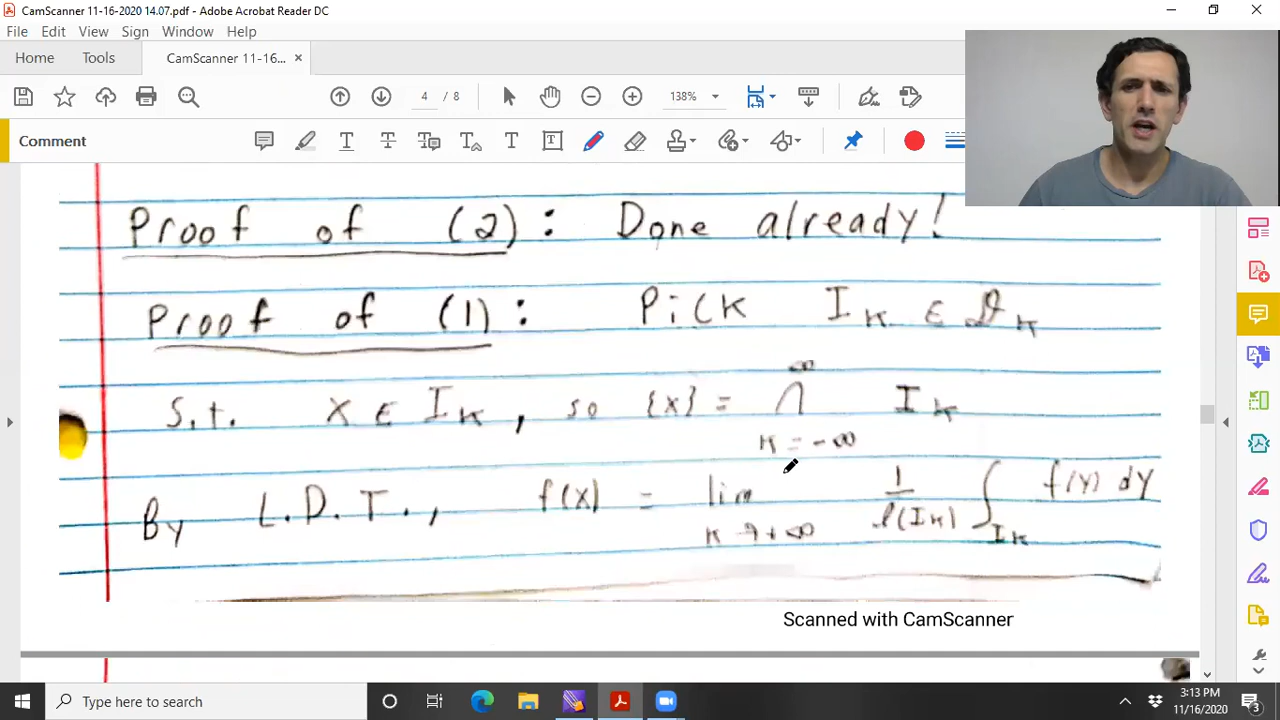 CamScanner 11-16-2020 14.07.pdf - Adobe Acrobat Reader DC
File Edit View Sign Window Help
Home Tools CamScanner 11-16... ×
4 / 8 138%
Comment
Proof of (2): Done already!
Proof of (1): Pick I_k ∈ 𝒟_k
s.t. x ∈ I_k, so {x} = ∩_{k=-∞}^{∞} I_k
By L.D.T., f(x) = lim_{k→+∞} 1/ℓ(I_k) ∫_{I_k} f(y) dy
Scanned with CamScanner
Type here to search
3:13 PM
11/16/2020
3